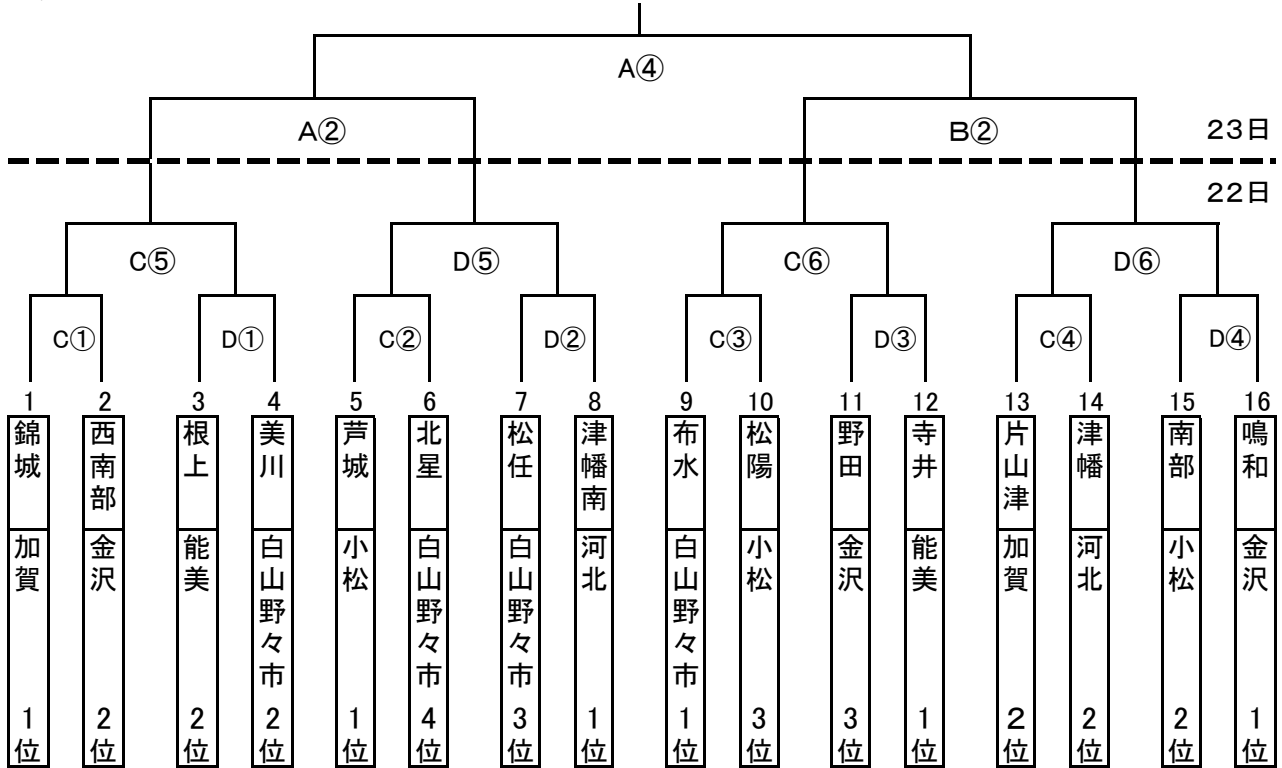 A④
A②
B②
23日
22日
C⑤
D⑤
C⑥
D⑥
C①
D①
C②
D②
C③
D③
C④
D④
1
2
3
4
5
6
7
8
9
10
11
12
13
14
15
16
錦城
西南部
根上
美川
芦城
北星
松任
津幡南
布水
松陽
野田
寺井
片山津
津幡
南部
鳴和
加賀
金沢
能美
白山野々市
小松
白山野々市
白山野々市
河北
白山野々市
小松
金沢
能美
加賀
河北
小松
金沢
1位
2位
2位
2位
1位
4位
3位
1位
1位
3位
3位
1位
2位
2位
2位
1位